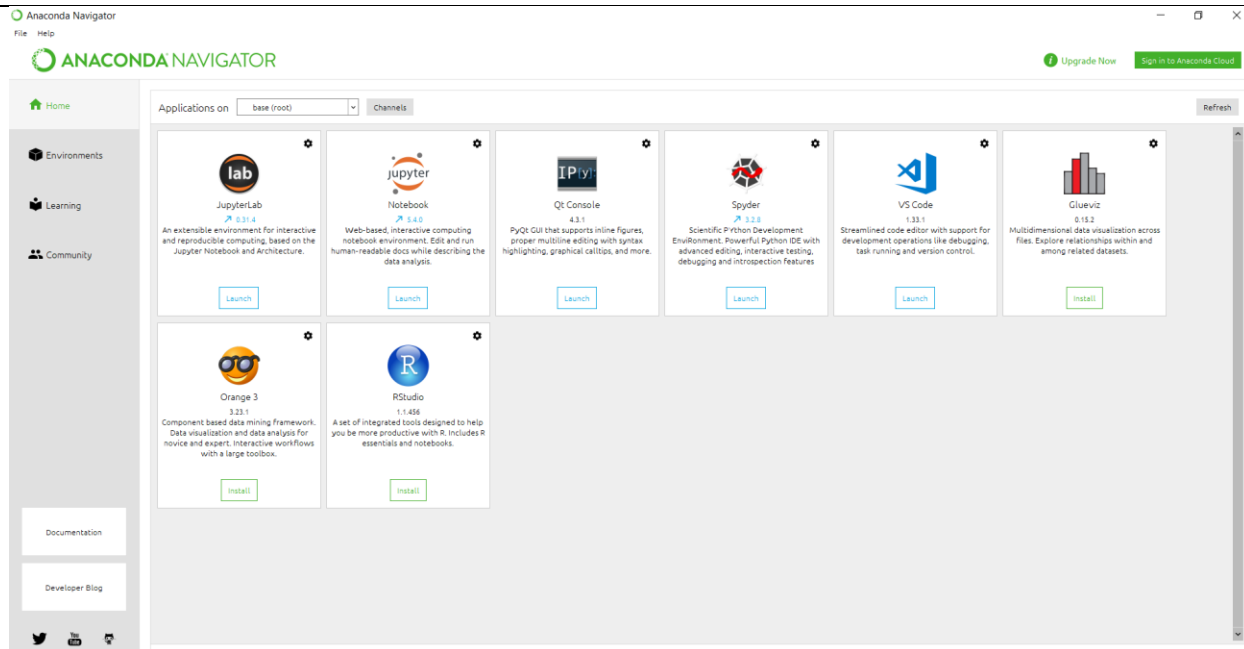 Anaconda Navigator
File Help
ANACONDA NAVIGATOR
Upgrade Now
Sign in to Anaconda Cloud
Home
Environments
Learning
Community
Documentation
Developer Blog
You
Tube
Applications on
base (root)
Channels
Refresh
lab
JupyterLab
0.31.4
An extensible environment for interactive
and reproducible computing, based on the
Jupyter Notebook and Architecture.
Launch
jupyter
Notebook
5.4.0
Web-based, interactive computing
notebook environment. Edit and run
human-readable docs while describing the
data analysis.
Launch
IP[y]:
Qt Console
4.3.1
PyQt GUI that supports inline figures,
proper multiline editing with syntax
highlighting, graphical calltips, and more.
Launch
Spyder
3.2.8
Scientific PYthon Development
EnviRonment. Powerful Python IDE with
advanced editing, interactive testing,
debugging and introspection features
Launch
VS Code
1.33.1
Streamlined code editor with support for
development operations like debugging,
task running and version control.
Launch
Glueviz
0.15.2
Multidimensional data visualization across
files. Explore relationships within and
among related datasets.
Install
Orange 3
3.23.1
Component based data mining framework.
Data visualization and data analysis for
novice and expert. Interactive workflows
with a large toolbox.
Install
R
RStudio
1.1.456
A set of integrated tools designed to help
you be more productive with R. Includes R
essentials and notebooks.
Install